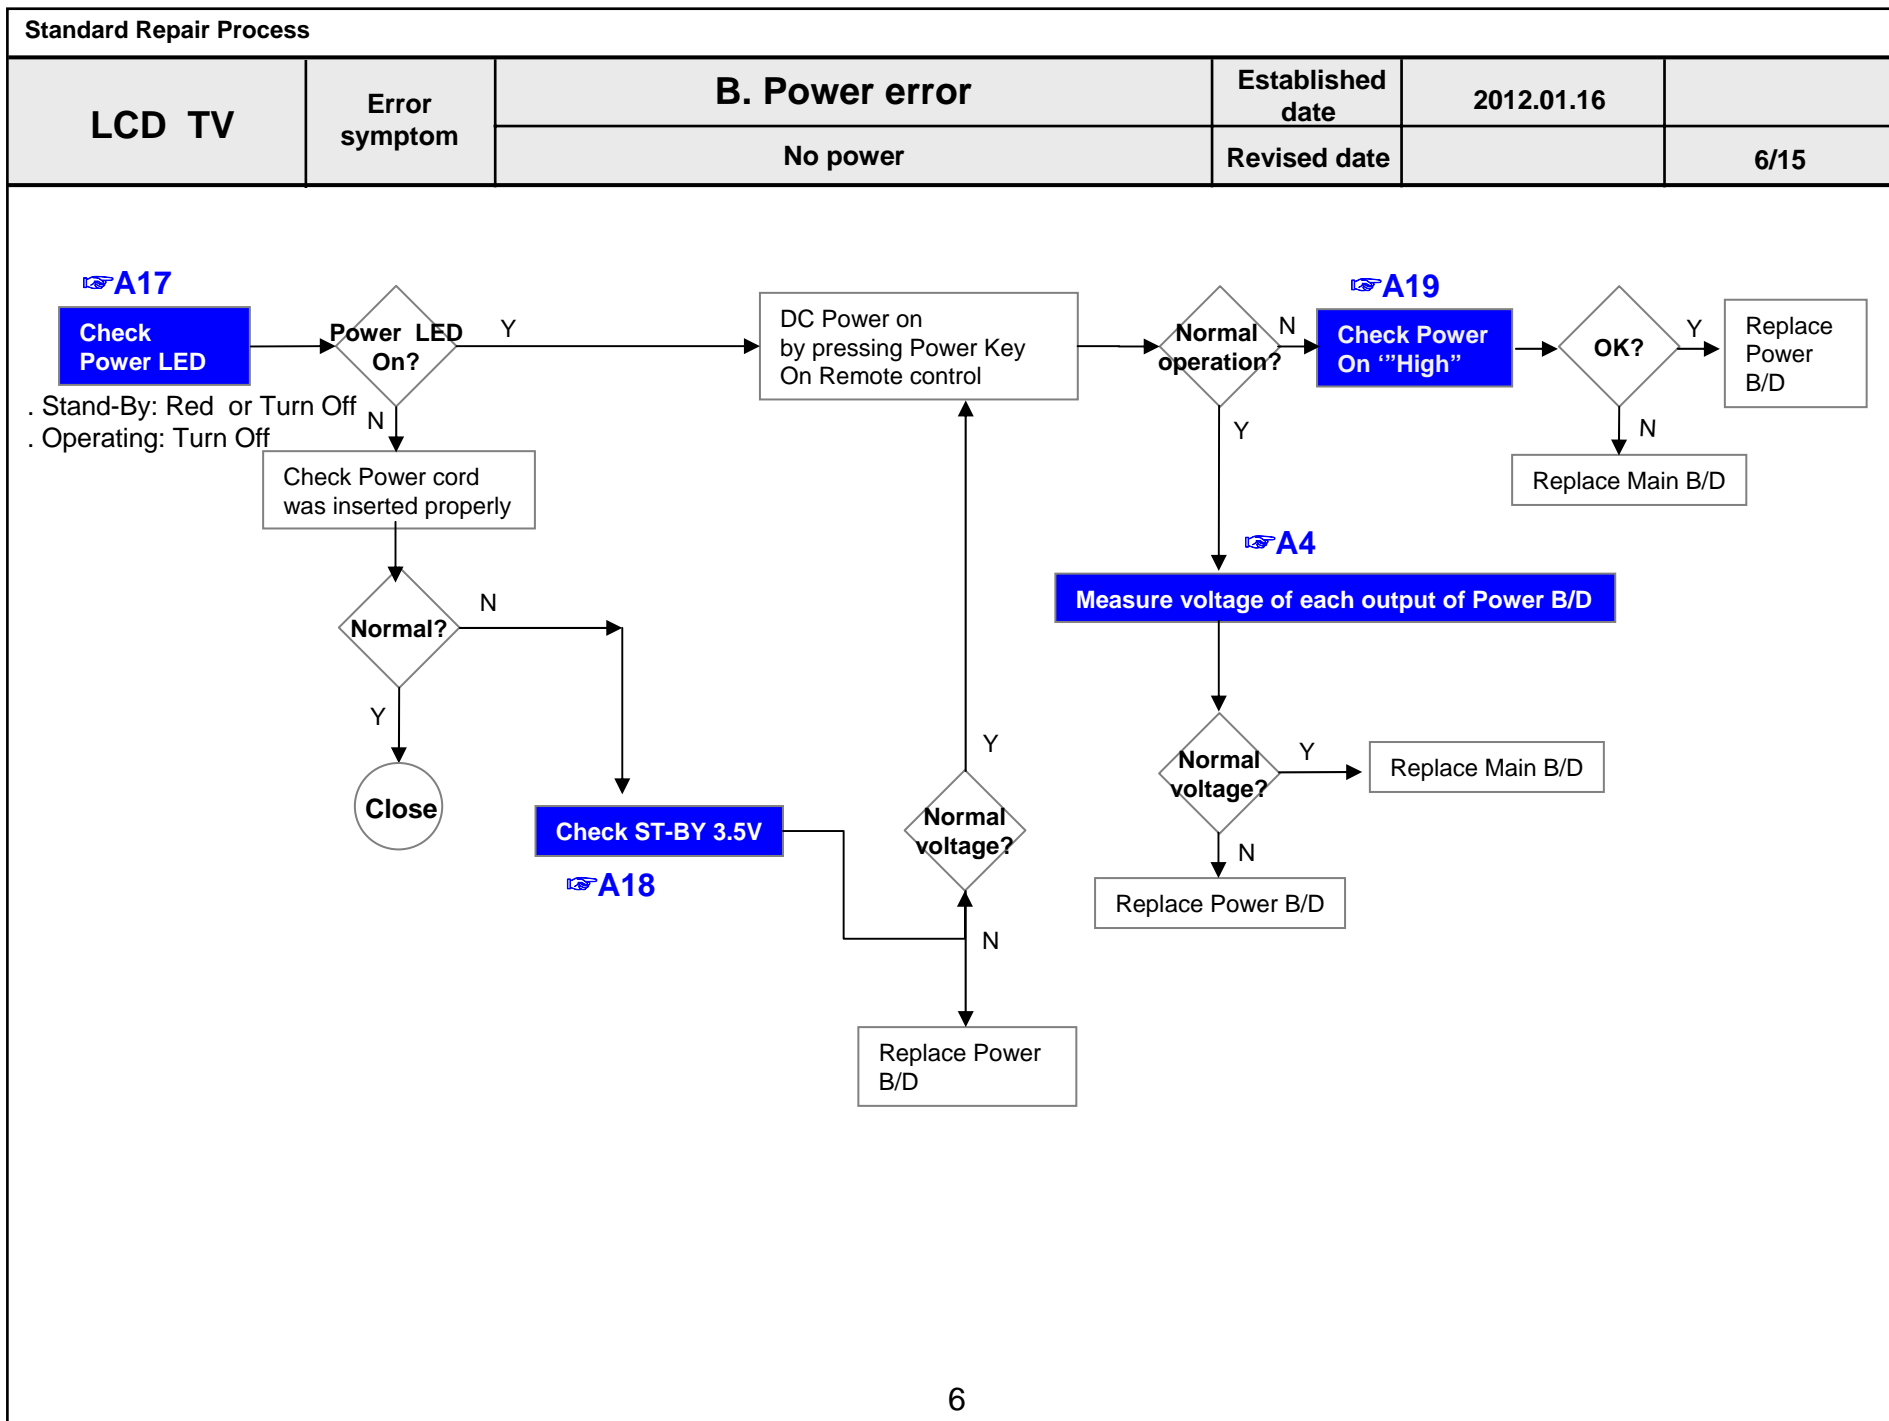 Standard Repair Process
LCD  TV
Error
symptom
B. Power error
Established
date
2012.01.16
No power
Revised date
6/15
☞A17
Check
Power LED
. Stand-By: Red  or Turn Off
. Operating: Turn Off
Power  LED
On?
Y
N
Check Power cord
was inserted properly
Normal?
N
Y
Close
Check ST-BY 3.5V
☞A18
DC Power on
by pressing Power Key
On Remote control
Y
Normal
voltage?
N
Replace Power
B/D
Normal
operation?
N
Y
☞A19
Check Power
On ‘”High”
OK?
Y
Replace
Power
B/D
N
Replace Main B/D
☞A4
Measure voltage of each output of Power B/D
Normal
voltage?
Y
Replace Main B/D
N
Replace Power B/D
6